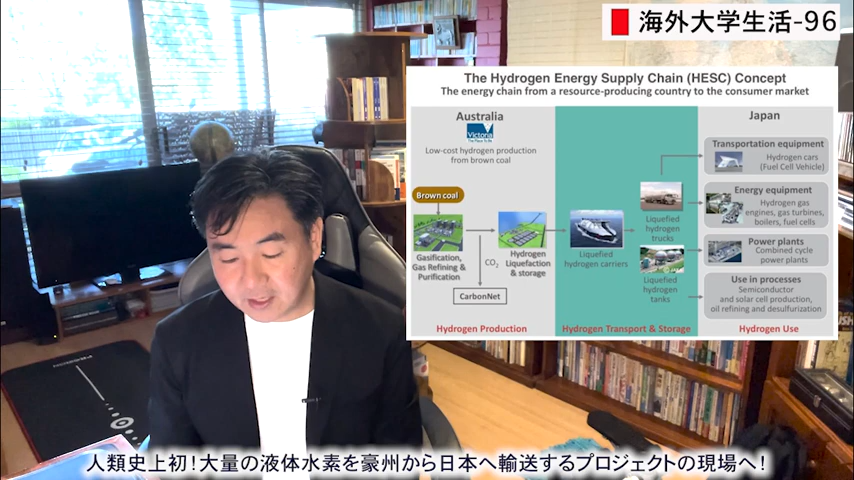 海外大学生活-96
The Hydrogen Energy Supply Chain (HESC) Concept
The energy chain from a resource-producing country to the consumer market
Australia
Victoria
Low-cost hydrogen production
from brown coal
Brown coal
Gasification,
Gas Refining &
Purification
CO2
CarbonNet
Hydrogen
Liquefaction
& storage
Hydrogen Production
Liquefied
hydrogen carriers
Liquefied
hydrogen
trucks
Liquefied
hydrogen
tanks
Hydrogen Transport & Storage
Japan
Transportation equipment
Hydrogen cars
(Fuel Cell Vehicle)
Energy equipment
Hydrogen gas
engines, gas turbines,
boilers, fuel cells
Power plants
Combined cycle
power plants
Use in processes
Semiconductor
and solar cell production,
oil refining and desulfurization
Hydrogen Use
人類史上初！大量の液体水素を豪州から日本へ輸送するプロジェクトの現場へ！